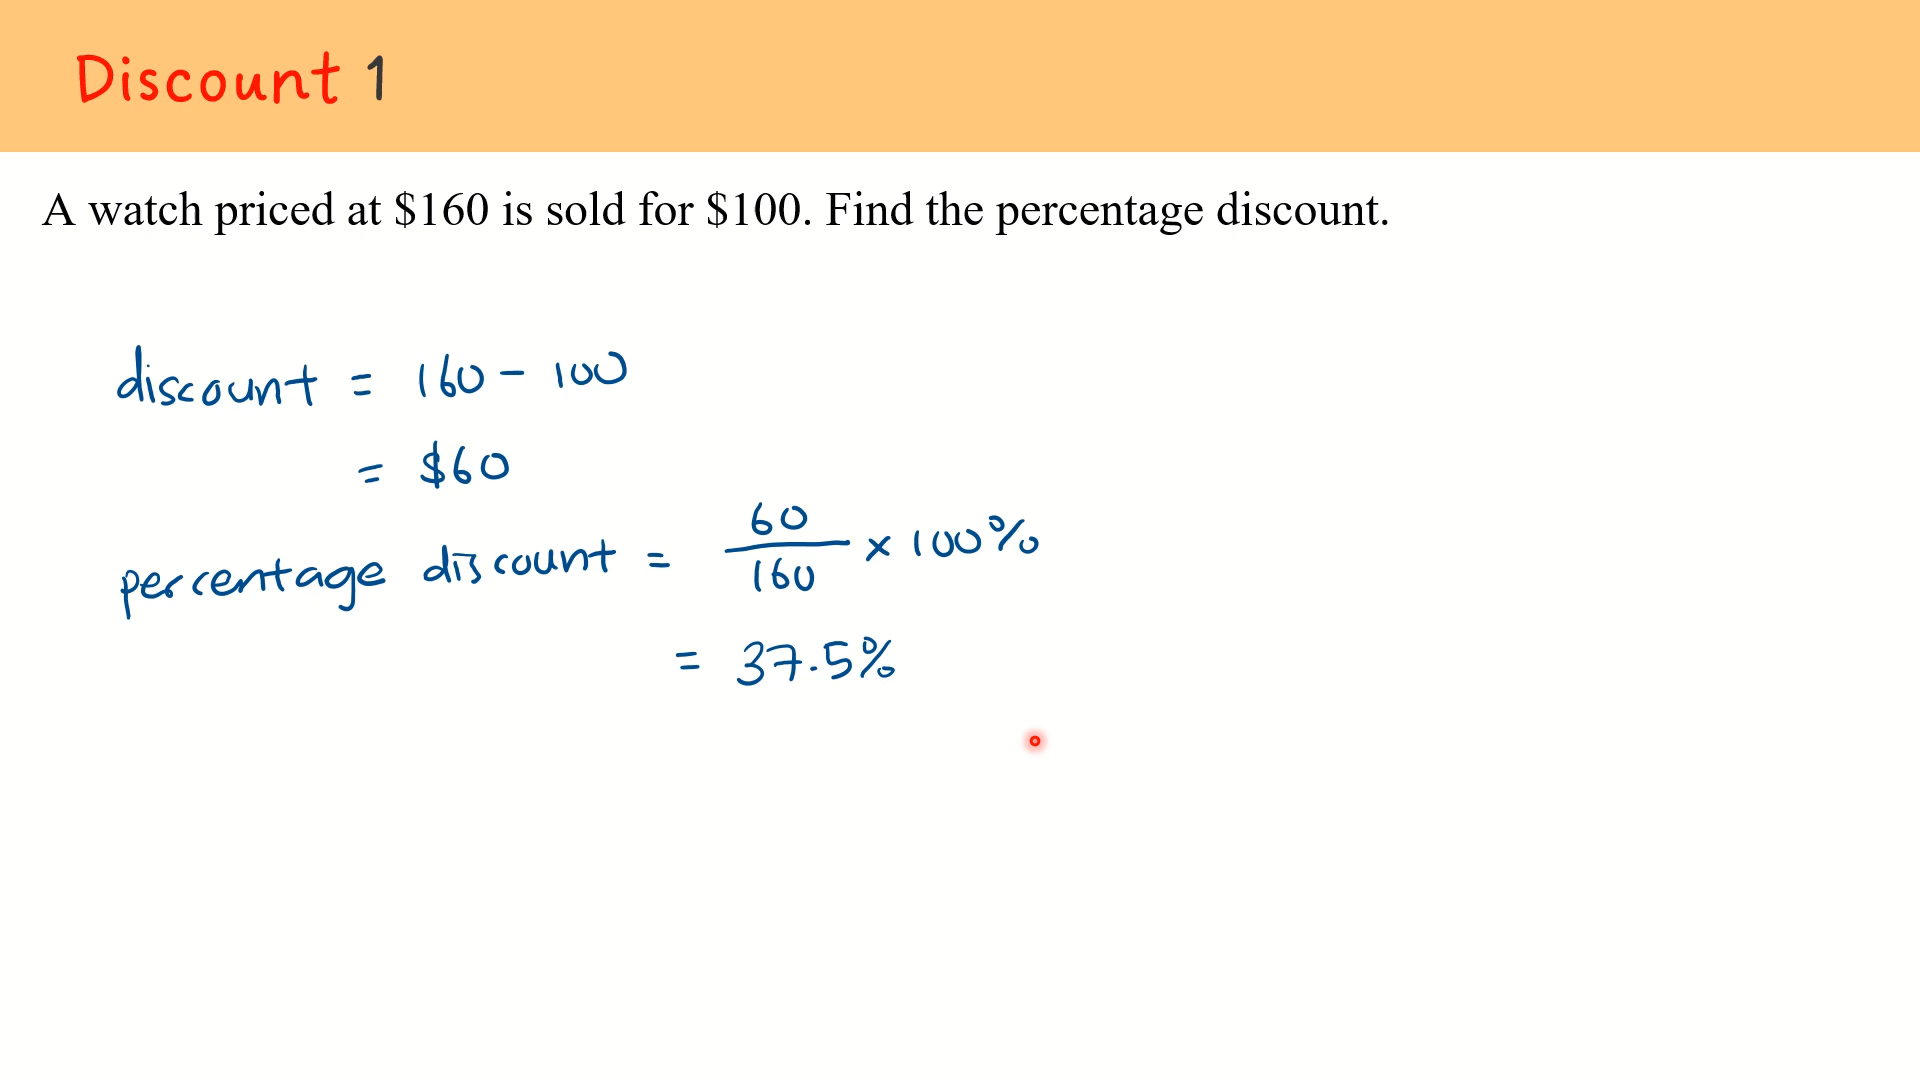 Discount 1
A watch priced at $160 is sold for $100. Find the percentage discount.
discount = 160 - 100
= $60
percentage discount = 60/160 × 100%
= 37.5%